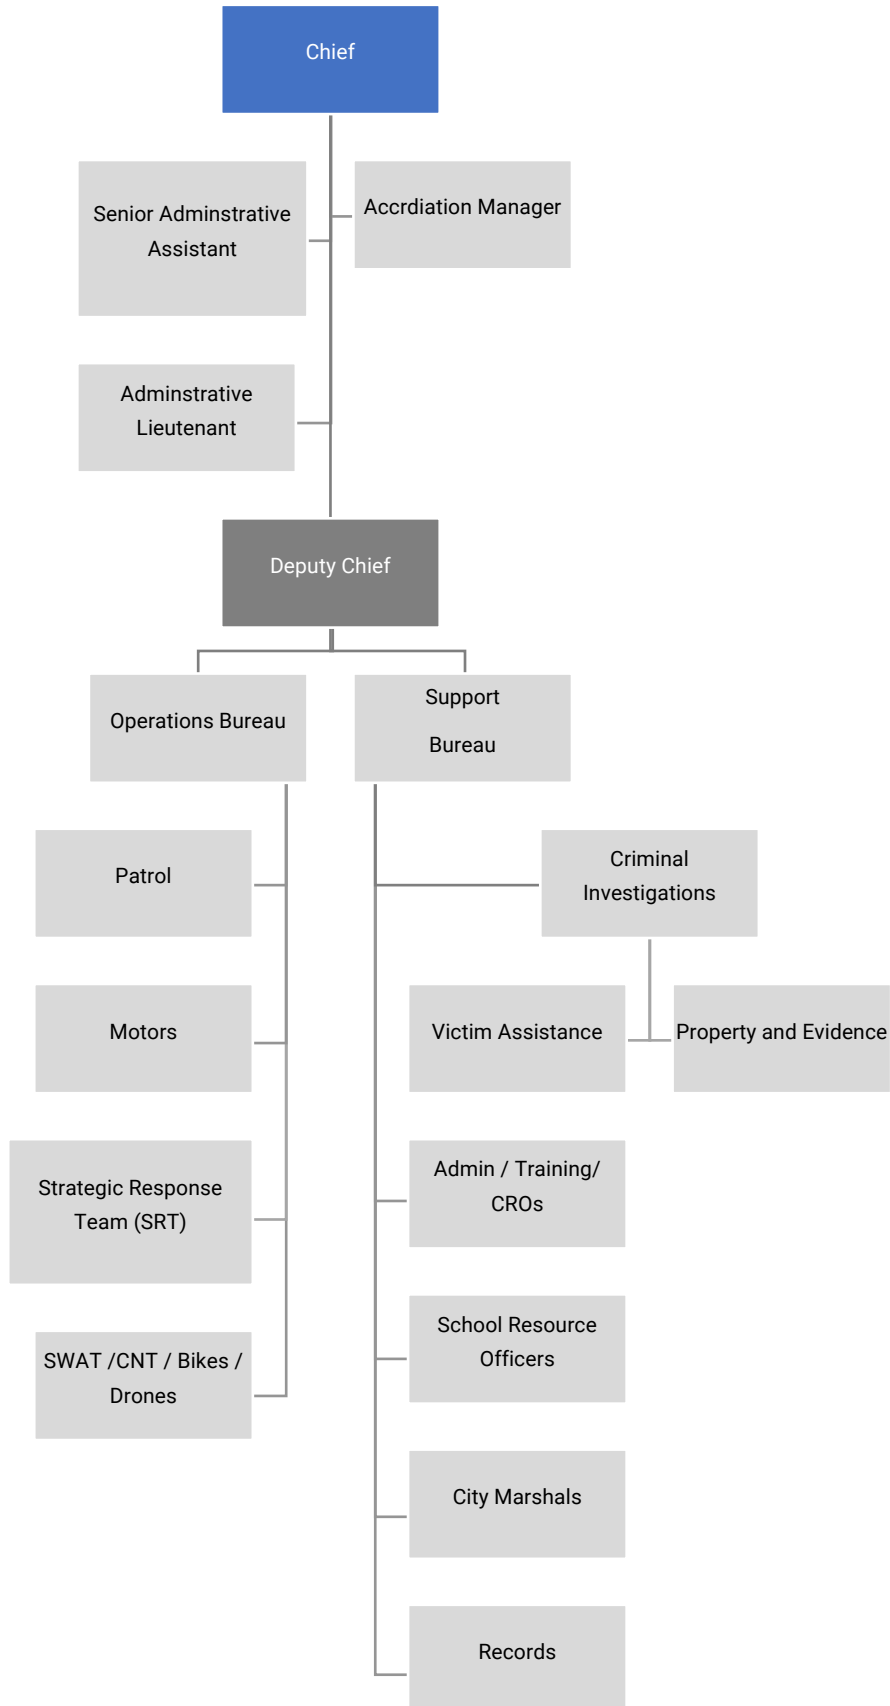 Chief
Senior Adminstrative
Assistant
Accrdiation Manager
Adminstrative
Lieutenant
Deputy Chief
Operations Bureau
Support
Bureau
Patrol
Criminal
Investigations
Motors
Victim Assistance
Property and Evidence
Strategic Response
Team (SRT)
Admin / Training/
CROs
SWAT /CNT / Bikes /
Drones
School Resource
Officers
City Marshals
Records